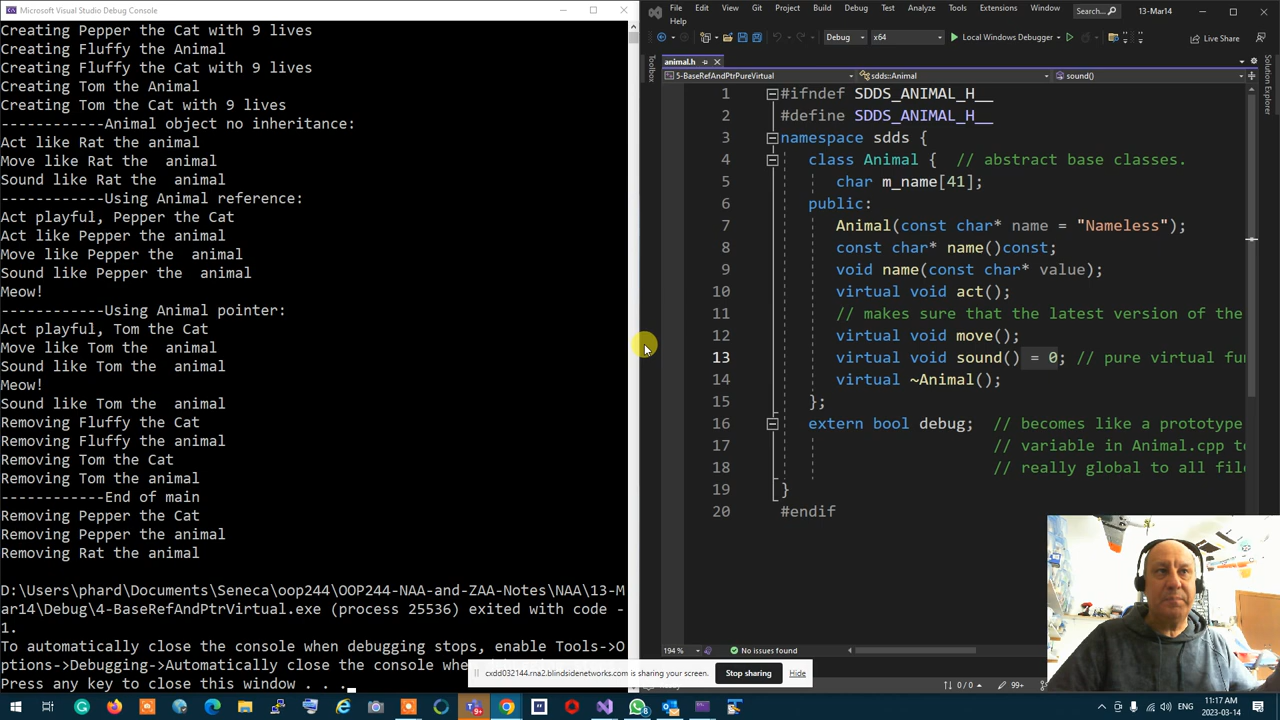 Microsoft Visual Studio Debug Console
Creating Pepper the Cat with 9 lives
Creating Fluffy the Animal
Creating Fluffy the Cat with 9 lives
Creating Tom the Animal
Creating Tom the Cat with 9 lives
------------Animal object no inheritance:
Act like Rat the animal
Move like Rat the  animal
Sound like Rat the  animal
------------Using Animal reference:
Act playful, Pepper the Cat
Act like Pepper the animal
Move like Pepper the  animal
Sound like Pepper the  animal
Meow!
------------Using Animal pointer:
Act playful, Tom the Cat
Move like Tom the  animal
Sound like Tom the  animal
Meow!
Sound like Tom the  animal
Removing Fluffy the Cat
Removing Fluffy the animal
Removing Tom the Cat
Removing Tom the animal
------------End of main
Removing Pepper the Cat
Removing Pepper the animal
Removing Rat the animal
D:\Users\phard\Documents\Seneca\oop244\OOP244-NAA-and-ZAA-Notes\NAA\13-M
ar14\Debug\4-BaseRefAndPtrVirtual.exe (process 25536) exited with code -
1.
To automatically close the console when debugging stops, enable Tools->O
ptions->Debugging->Automatically close the console whe
Press any key to close this window . . .
File Edit View Git Project Build Debug Test Analyze Tools Extensions Window
Help
Search...
13-Mar14
Debug x64 Local Windows Debugger
Live Share
animal.h
5-BaseRefAndPtrPureVirtual
sdds::Animal
sound()
Toolbox
Solution Explorer
1 #ifndef SDDS_ANIMAL_H__
2 #define SDDS_ANIMAL_H__
3 namespace sdds {
4 class Animal {  // abstract base classes.
5 char m_name[41];
6 public:
7 Animal(const char* name = "Nameless");
8 const char* name()const;
9 void name(const char* value);
10 virtual void act();
11 // makes sure that the latest version of the
12 virtual void move();
13 virtual void sound() = 0; // pure virtual fu
14 virtual ~Animal();
15 };
16 extern bool debug;  // becomes like a prototype
17 // variable in Animal.cpp to
18 // really global to all file
19 }
20 #endif
194 %
No issues found
cxdd032144.rna2.blindsidenetworks.com is sharing your screen.
Stop sharing
Hide
0 / 0
99+
ENG
11:17 AM
2023-03-14